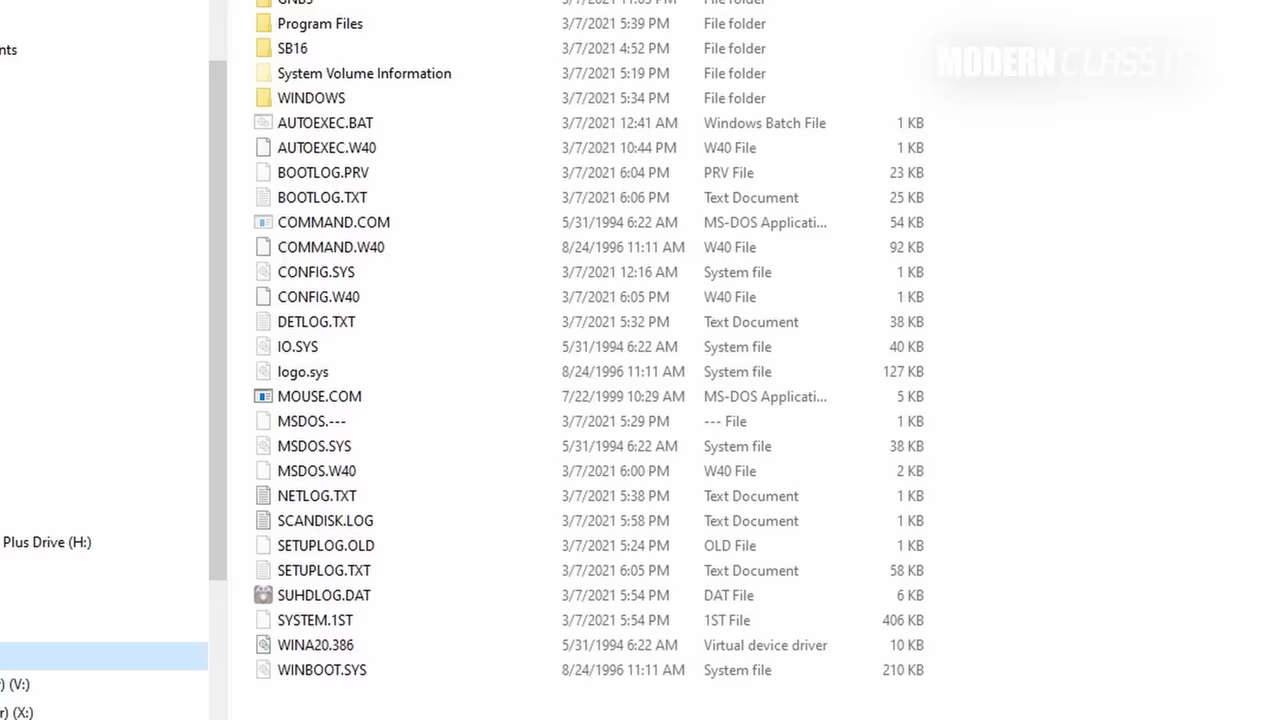 Program Files 3/7/2021 5:39 PM File folder
nts
SB16 3/7/2021 4:52 PM File folder
MODERN CLASSIC
System Volume Information 3/7/2021 5:19 PM File folder
WINDOWS 3/7/2021 5:34 PM File folder
AUTOEXEC.BAT 3/7/2021 12:41 AM Windows Batch File 1 KB
AUTOEXEC.W40 3/7/2021 10:44 PM W40 File 1 KB
BOOTLOG.PRV 3/7/2021 6:04 PM PRV File 23 KB
BOOTLOG.TXT 3/7/2021 6:06 PM Text Document 25 KB
COMMAND.COM 5/31/1994 6:22 AM MS-DOS Applicati... 54 KB
COMMAND.W40 8/24/1996 11:11 AM W40 File 92 KB
CONFIG.SYS 3/7/2021 12:16 AM System file 1 KB
CONFIG.W40 3/7/2021 6:05 PM W40 File 1 KB
DETLOG.TXT 3/7/2021 5:32 PM Text Document 38 KB
IO.SYS 5/31/1994 6:22 AM System file 40 KB
logo.sys 8/24/1996 11:11 AM System file 127 KB
MOUSE.COM 7/22/1999 10:29 AM MS-DOS Applicati... 5 KB
MSDOS.--- 3/7/2021 5:29 PM --- File 1 KB
MSDOS.SYS 5/31/1994 6:22 AM System file 38 KB
MSDOS.W40 3/7/2021 6:00 PM W40 File 2 KB
NETLOG.TXT 3/7/2021 5:38 PM Text Document 1 KB
SCANDISK.LOG 3/7/2021 5:58 PM Text Document 1 KB
Plus Drive (H:)
SETUPLOG.OLD 3/7/2021 5:24 PM OLD File 1 KB
SETUPLOG.TXT 3/7/2021 6:05 PM Text Document 58 KB
SUHDLOG.DAT 3/7/2021 5:54 PM DAT File 6 KB
SYSTEM.1ST 3/7/2021 5:54 PM 1ST File 406 KB
WINA20.386 5/31/1994 6:22 AM Virtual device driver 10 KB
WINBOOT.SYS 8/24/1996 11:11 AM System file 210 KB
) (V:)
r) (X:)